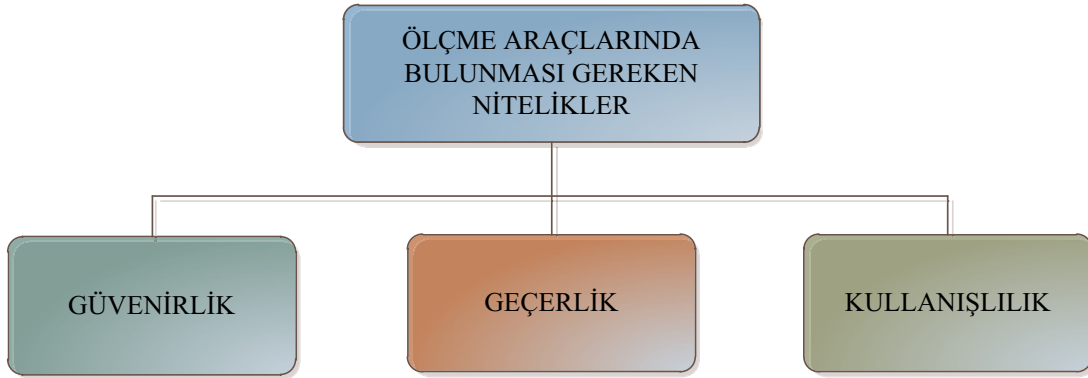 ÖLÇME ARAÇLARINDA
BULUNMASI GEREKEN
NİTELİKLER
GÜVENİRLİK
GEÇERLİK
KULLANIŞLILIK